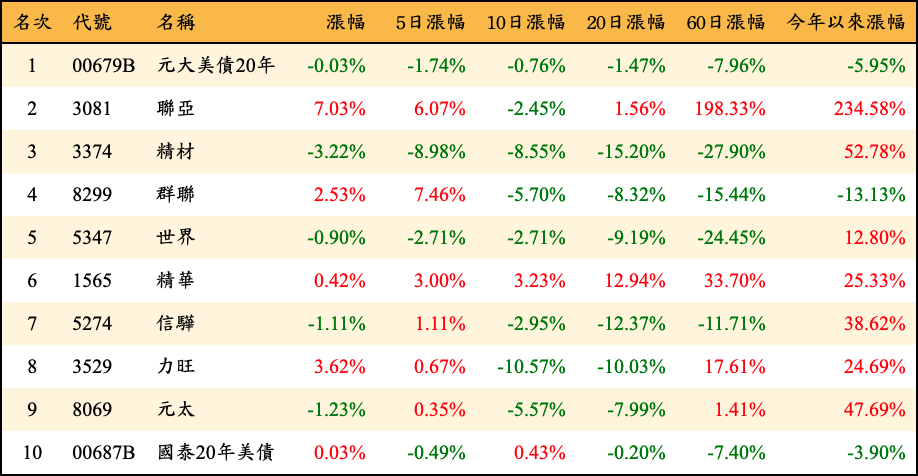 名次 代號 名稱 漲幅 5日漲幅 10日漲幅 20日漲幅 60日漲幅 今年以來漲幅
1 00679B 元大美債20年 -0.03% -1.74% -0.76% -1.47% -7.96% -5.95%
2 3081 聯亞 7.03% 6.07% -2.45% 1.56% 198.33% 234.58%
3 3374 精材 -3.22% -8.98% -8.55% -15.20% -27.90% 52.78%
4 8299 群聯 2.53% 7.46% -5.70% -8.32% -15.44% -13.13%
5 5347 世界 -0.90% -2.71% -2.71% -9.19% -24.45% 12.80%
6 1565 精華 0.42% 3.00% 3.23% 12.94% 33.70% 25.33%
7 5274 信驊 -1.11% 1.11% -2.95% -12.37% -11.71% 38.62%
8 3529 力旺 3.62% 0.67% -10.57% -10.03% 17.61% 24.69%
9 8069 元太 -1.23% 0.35% -5.57% -7.99% 1.41% 47.69%
10 00687B 國泰20年美債 0.03% -0.49% 0.43% -0.20% -7.40% -3.90%